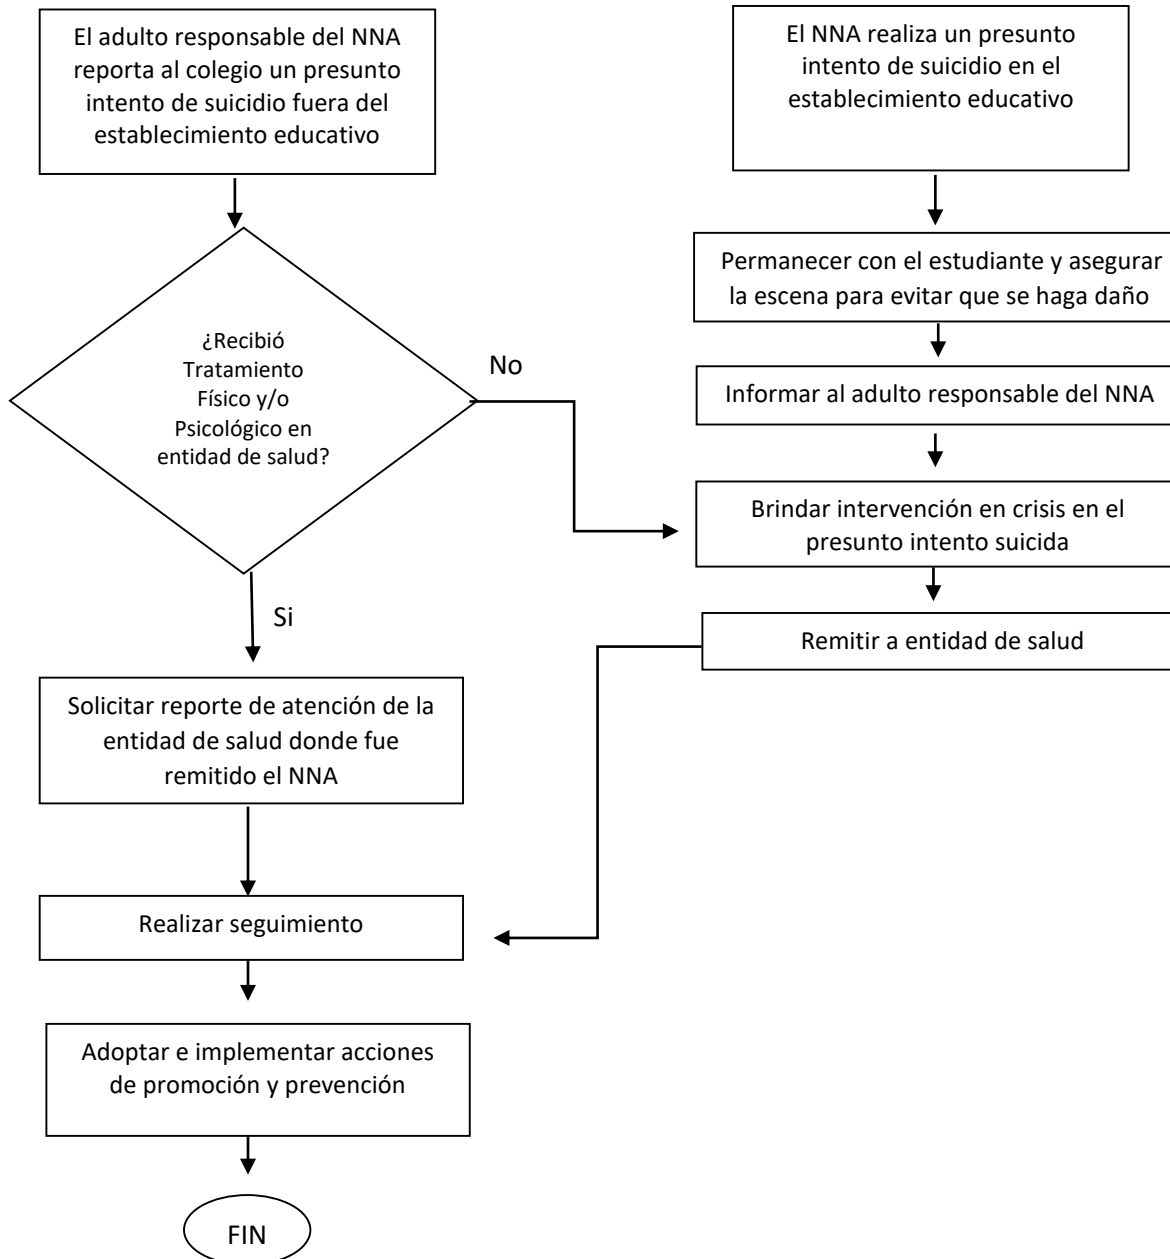 El adulto responsable del NNA
reporta al colegio un presunto
intento de suicidio fuera del
establecimiento educativo
El NNA realiza un presunto
intento de suicidio en el
establecimiento educativo
Permanecer con el estudiante y asegurar
la escena para evitar que se haga daño
¿Recibió
Tratamiento
Físico y/o
Psicológico en
entidad de salud?
No
Informar al adulto responsable del NNA
Brindar intervención en crisis en el
presunto intento suicida
Si
Remitir a entidad de salud
Solicitar reporte de atención de la
entidad de salud donde fue
remitido el NNA
Realizar seguimiento
Adoptar e implementar acciones
de promoción y prevención
FIN